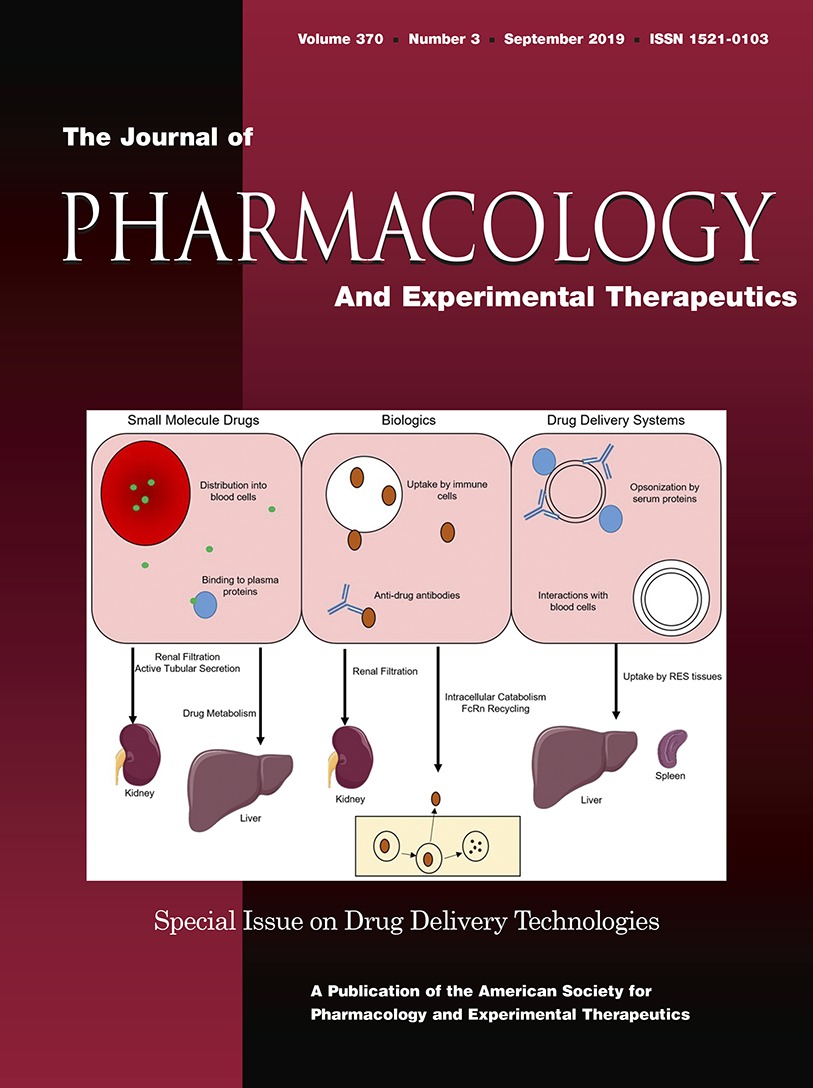 Volume 370 ▪ Number 3 ▪ September 2019 ▪ ISSN 1521-0103
The Journal of
PHARMACOLOGY
And Experimental Therapeutics
Small Molecule Drugs
Biologics
Drug Delivery Systems
Distribution into
blood cells
Binding to plasma
proteins
Uptake by immune
cells
Anti-drug antibodies
Opsonization by
serum proteins
Interactions with
blood cells
Renal Filtration
Active Tubular Secretion
Drug Metabolism
Kidney
Liver
Renal Filtration
Intracellular Catabolism
FcRn Recycling
Kidney
Uptake by RES tissues
Liver
Spleen
Special Issue on Drug Delivery Technologies
A Publication of the American Society for
Pharmacology and Experimental Therapeutics